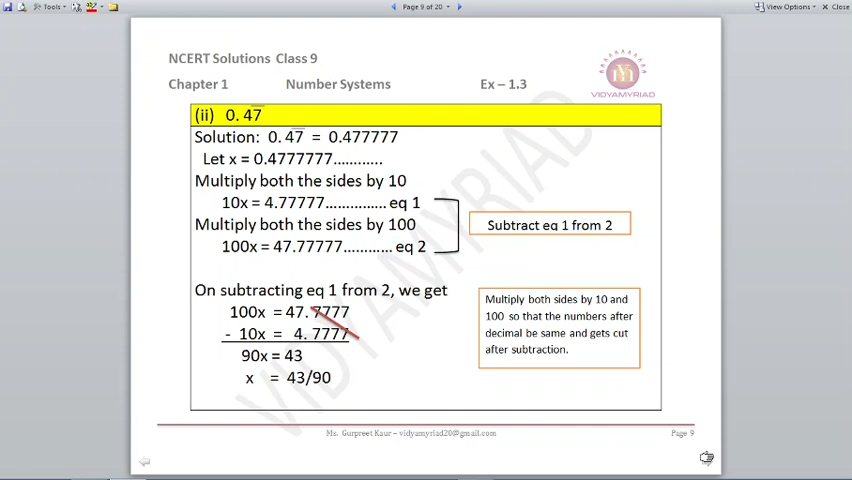 Tools
Page 9 of 20
View Options
Close
NCERT Solutions Class 9
Chapter 1 Number Systems Ex – 1.3
VIDYAMYRIAD
(ii) 0. 47̅
Solution: 0. 47̅ = 0.477777
Let x = 0.4777777............
Multiply both the sides by 10
10x = 4.77777............... eq 1
Multiply both the sides by 100
100x = 47.77777............ eq 2
Subtract eq 1 from 2
On subtracting eq 1 from 2, we get
100x = 47. 7777
- 10x = 4. 7777
90x = 43
x = 43/90
Multiply both sides by 10 and
100 so that the numbers after
decimal be same and gets cut
after subtraction.
VIDYAMYRIAD
Ms. Gurpreet Kaur – vidyamyriad20@gmail.com
Page 9